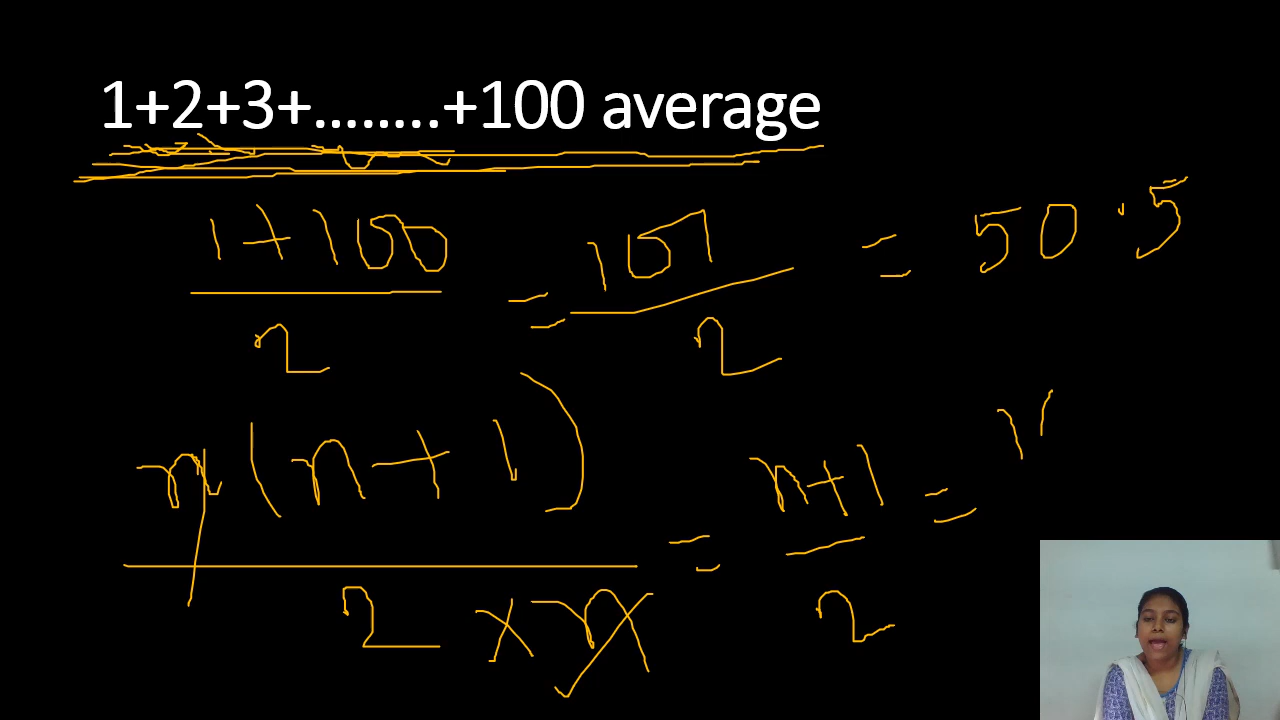 1+2+3+........+100 average
1+100 / 2 = 101 / 2 = 50.5
n(n+1) / 2 × n = n+1 / 2 =